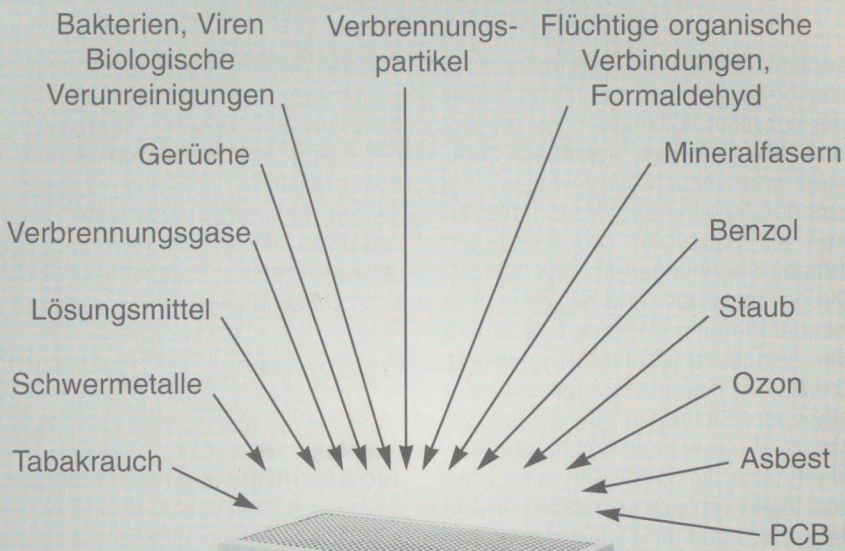 Bakterien, Viren
Biologische
Verunreinigungen
Verbrennungs-
partikel
Flüchtige organische
Verbindungen,
Formaldehyd
Gerüche
Mineralfasern
Verbrennungsgase
Benzol
Lösungsmittel
Staub
Schwermetalle
Ozon
Tabakrauch
Asbest
PCB